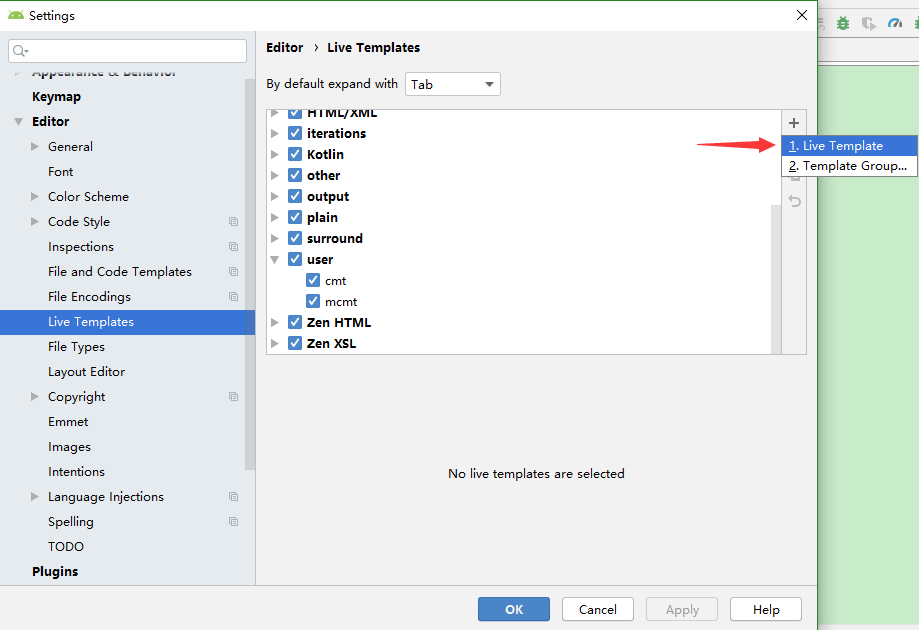 Settings
Appearance & Behavior
Keymap
Editor
General
Font
Color Scheme
Code Style
Inspections
File and Code Templates
File Encodings
Live Templates
File Types
Layout Editor
Copyright
Emmet
Images
Intentions
Language Injections
Spelling
TODO
Plugins
Editor › Live Templates
By default expand with Tab
HTML/XML
iterations
Kotlin
other
output
plain
surround
user
cmt
mcmt
Zen HTML
Zen XSL
1. Live Template
2. Template Group...
No live templates are selected
OK Cancel Apply Help